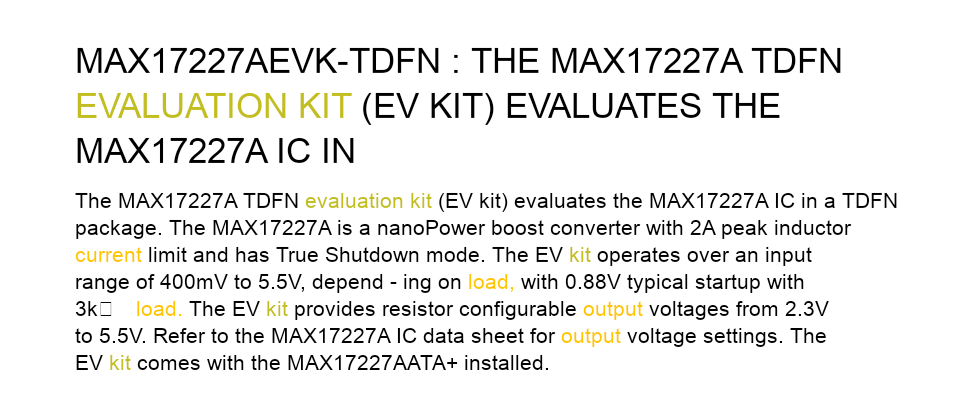 MAX17227AEVK-TDFN : THE MAX17227A TDFN
EVALUATION KIT (EV KIT) EVALUATES THE
MAX17227A IC IN
The MAX17227A TDFN evaluation kit (EV kit) evaluates the MAX17227A IC in a TDFN
package. The MAX17227A is a nanoPower boost converter with 2A peak inductor
current limit and has True Shutdown mode. The EV kit operates over an input
range of 400mV to 5.5V, depend - ing on load, with 0.88V typical startup with
3k□ load. The EV kit provides resistor configurable output voltages from 2.3V
to 5.5V. Refer to the MAX17227A IC data sheet for output voltage settings. The
EV kit comes with the MAX17227AATA+ installed.